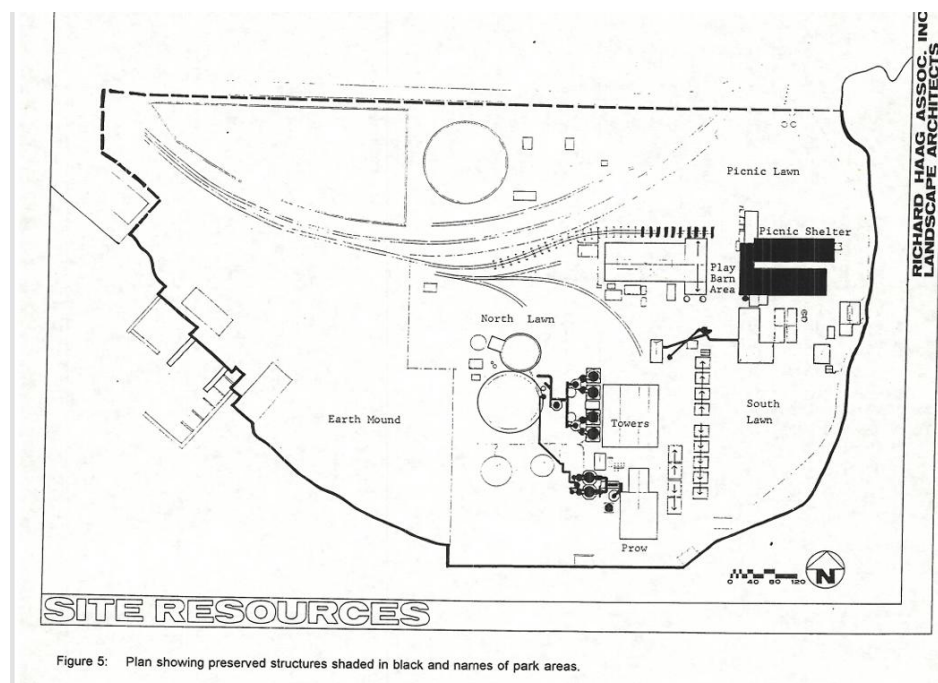 RICHARD HAAG ASSOC. INC
LANDSCAPE ARCHITECTS
Picnic Lawn
Picnic Shelter
Play
Barn
Area
North Lawn
Earth Mound
Towers
South
Lawn
Prow
0 40 80 120
N
SITE RESOURCES
Figure 5: Plan showing preserved structures shaded in black and names of park areas.